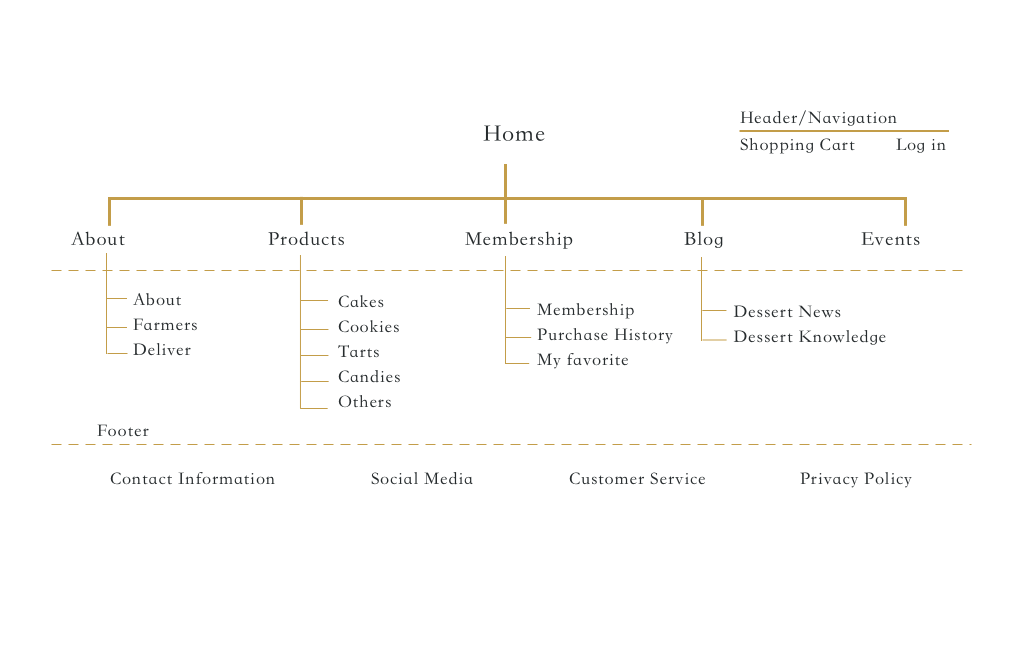 Header/Navigation
Home
Shopping Cart Log in
About Products Membership Blog Events
About
Farmers
Deliver
Cakes
Cookies
Tarts
Candies
Others
Membership
Purchase History
My favorite
Dessert News
Dessert Knowledge
Footer
Contact Information Social Media Customer Service Privacy Policy